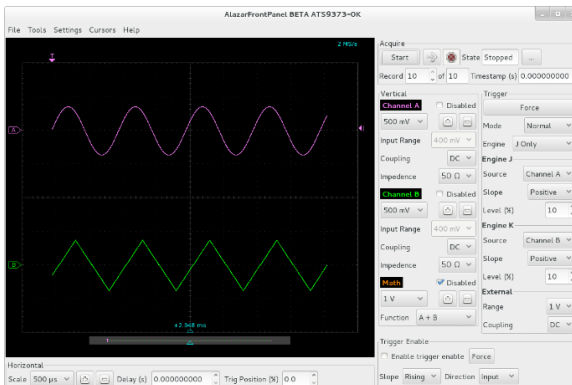 AlazarFrontPanel BETA ATS9373-0K
File Tools Settings Cursors Help
2 MS/s
A
B
Horizontal
Scale 500 µs Delay (s) 0.000000000 Trig Position (%) 0.0
Acquire
Start State Stopped ...
Record 10 of 10 Timestamp (s) 0.000000000
Vertical
Channel A Disabled
500 mV
Input Range 400 mV
Coupling DC
Impedence 50 Ω
Channel B Disabled
500 mV
Input Range 400 mV
Coupling DC
Impedence 50 Ω
Math Disabled
1 V
Function A + B
Trigger
Force
Mode Normal
Engine J Only
Engine J
Source Channel A
Slope Positive
Level (%) 10
Engine K
Source Channel B
Slope Positive
Level (%) 10
External
Range 1 V
Coupling DC
Trigger Enable
Enable trigger enable Force
Slope Rising Direction Input